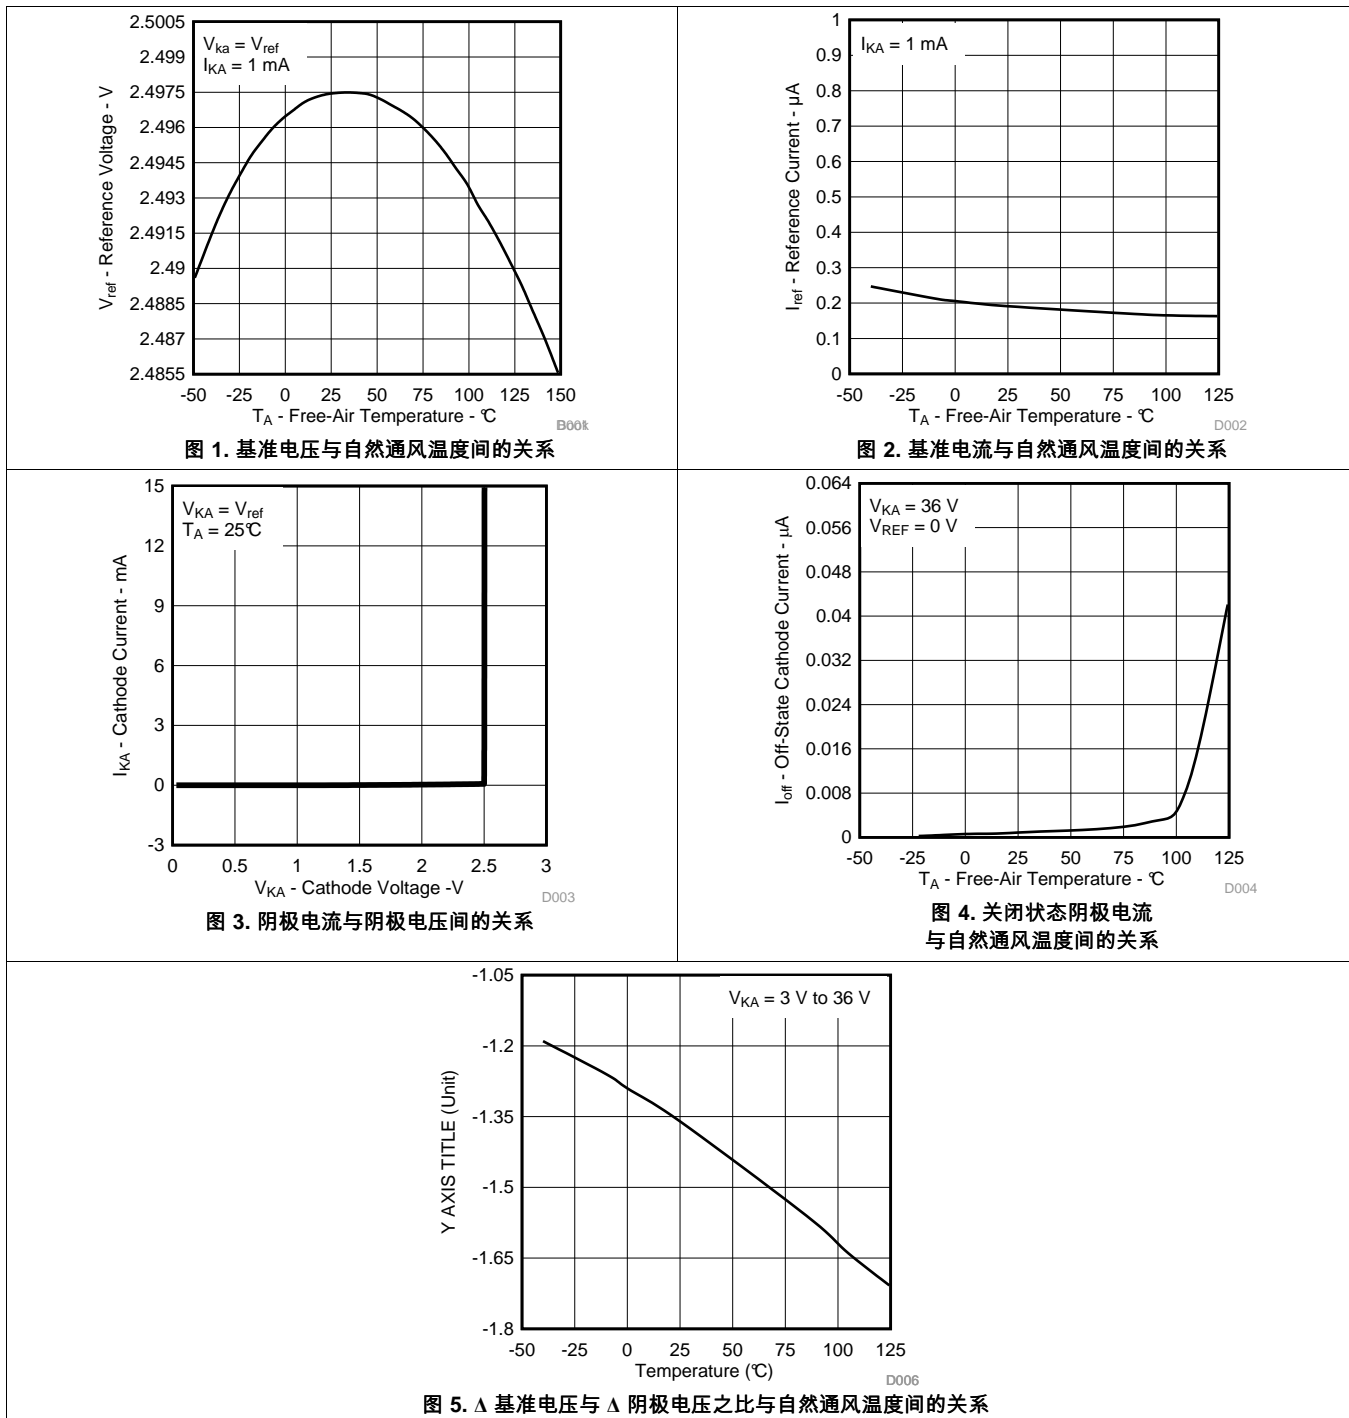 2.5005
2.499
2.4975
2.496
2.4945
2.493
2.4915
2.49
2.4885
2.487
2.4855
V_ref - Reference Voltage - V
V_ka = V_ref
I_KA = 1 mA
-50 -25 0 25 50 75 100 125 150
T_A - Free-Air Temperature - °C
图 1. 基准电压与自然通风温度间的关系
1
0.9
0.8
0.7
0.6
0.5
0.4
0.3
0.2
0.1
0
I_ref - Reference Current - µA
I_KA = 1 mA
-50 -25 0 25 50 75 100 125
T_A - Free-Air Temperature - °C
D002
图 2. 基准电流与自然通风温度间的关系
15
12
9
6
3
0
-3
I_KA - Cathode Current - mA
V_KA = V_ref
T_A = 25°C
0 0.5 1 1.5 2 2.5 3
V_KA - Cathode Voltage -V
D003
图 3. 阴极电流与阴极电压间的关系
0.064
0.056
0.048
0.04
0.032
0.024
0.016
0.008
0
I_off - Off-State Cathode Current - µA
V_KA = 36 V
V_REF = 0 V
-50 -25 0 25 50 75 100 125
T_A - Free-Air Temperature - °C
D004
图 4. 关闭状态阴极电流
与自然通风温度间的关系
-1.05
-1.2
-1.35
-1.5
-1.65
-1.8
Y AXIS TITLE (Unit)
V_KA = 3 V to 36 V
-50 -25 0 25 50 75 100 125
Temperature (°C)
D006
图 5. Δ 基准电压与 Δ 阴极电压之比与自然通风温度间的关系